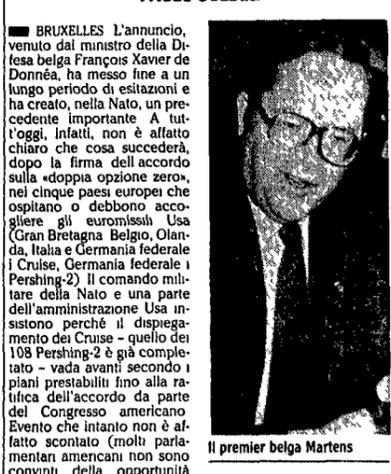 BRUXELLES L'annuncio,
venuto dal ministro della Di-
fesa belga François Xavier de
Donnéa, ha messo fine a un
lungo periodo di esitazioni e
ha creato, nella Nato, un pre-
cedente importante A tut-
t'oggi, infatti, non è affatto
chiaro che cosa succederà,
dopo la firma dell accordo
sulla «doppia opzione zero»,
nei cinque paesi europei che
ospitano o debbono acco-
gliere gli euromissili Usa
(Gran Bretagna Belgio, Olan-
da, Italia e Germania federale
i Cruise, Germania federale i
Pershing-2) Il comando mili-
tare della Nato e una parte
dell'amministrazione Usa in-
sistono perché il dispiega-
mento dei Cruise - quello dei
108 Pershing-2 è già comple-
tato - vada avanti secondo i
piani prestabiliti fino alla ra-
tifica dell'accordo da parte
del Congresso americano
Evento che intanto non è af-
fatto scontato (molti parla-
mentari americani non sono
convinti della opportunità
Il premier belga Martens